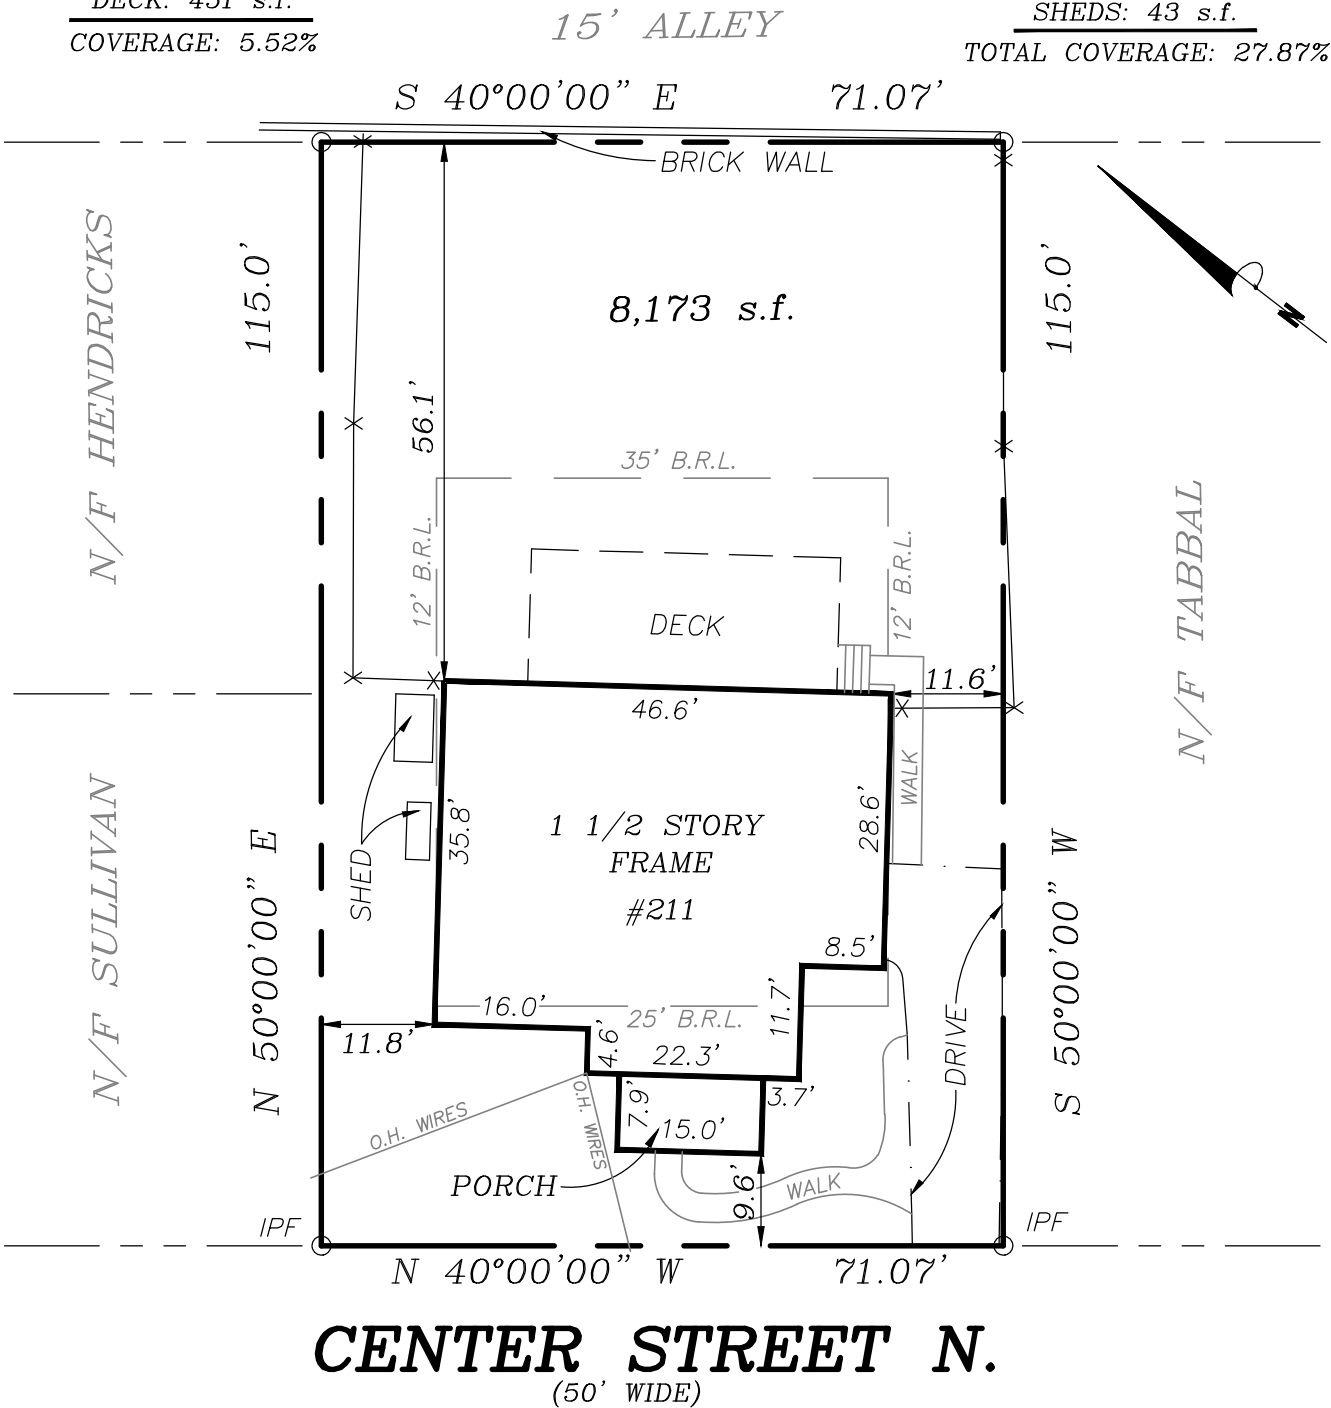 DECK: 451 s.f.
COVERAGE: 5.52%
15' ALLEY
SHEDS: 43 s.f.
TOTAL COVERAGE: 27.87%
S 40°00'00" E 71.07'
BRICK WALL
N/F HENDRICKS
115.0'
115.0'
N
8,173 s.f.
56.1'
35' B.R.L.
12' B.R.L.
12' B.R.L.
N/F TABBAL
DECK
46.6'
11.6'
WALK
N/F SULLIVAN
N 50°00'00" E
SHED
35.8'
1 1/2 STORY
FRAME
#211
28.6'
8.5'
S 50°00'00" W
DRIVE
11.8'
16.0'
25' B.R.L.
11.7'
4.6'
22.3'
3.7'
7.9'
15.0'
O.H. WIRES
O.H. WIRES
PORCH
9.6'
WALK
IPF
IPF
N 40°00'00" W 71.07'
CENTER STREET N.
(50' WIDE)